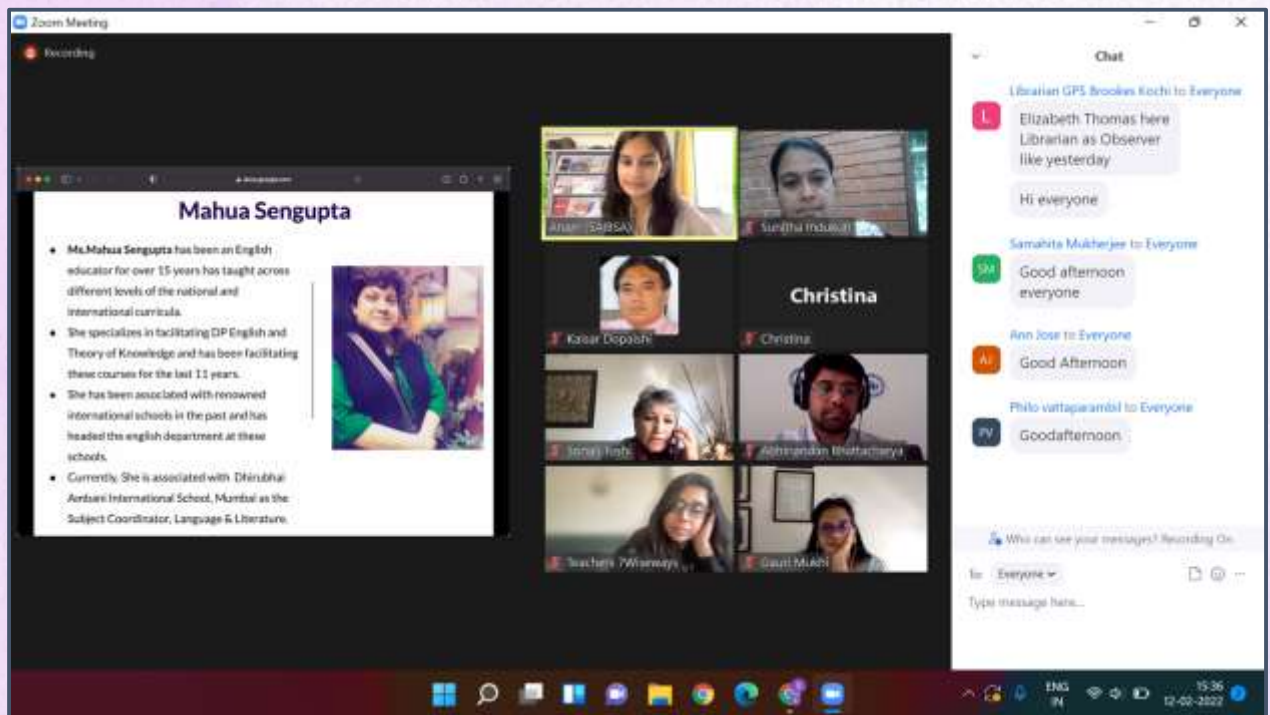 Zoom Meeting
Recording
Mahua Sengupta
Ms.Mahua Sengupta has been an English
educator for over 15 years has taught across
different levels of the national and
international curricula.
She specializes in facilitating DP English and
Theory of Knowledge and has been facilitating
these courses for the last 11 years.
She has been associated with renowned
international schools in the past and has
headed the english department at these
schools.
Currently, She is associated with Dhirubhai
Ambani International School, Mumbai as the
Subject Coordinator, Language & Literature.
(SAIBSA)
Sunitha
Kaisar Dopaishi
Christina
Christina
Joshi
Abhinandan Bhattacharya
Teachers 7Wiseways
Gauri Mukhi
Chat
Librarian GPS Brookes Kochi to Everyone
L
Elizabeth Thomas here
Librarian as Observer
like yesterday
Hi everyone
Samahita Mukherjee to Everyone
SM
Good afternoon
everyone
Ann Jose to Everyone
AJ
Good Afternoon
Philo vattaparambil to Everyone
PV
Goodafternoon
Who can see your messages? Recording On
To: Everyone
Type message here...
ENG
IN
15:36
12-02-2022